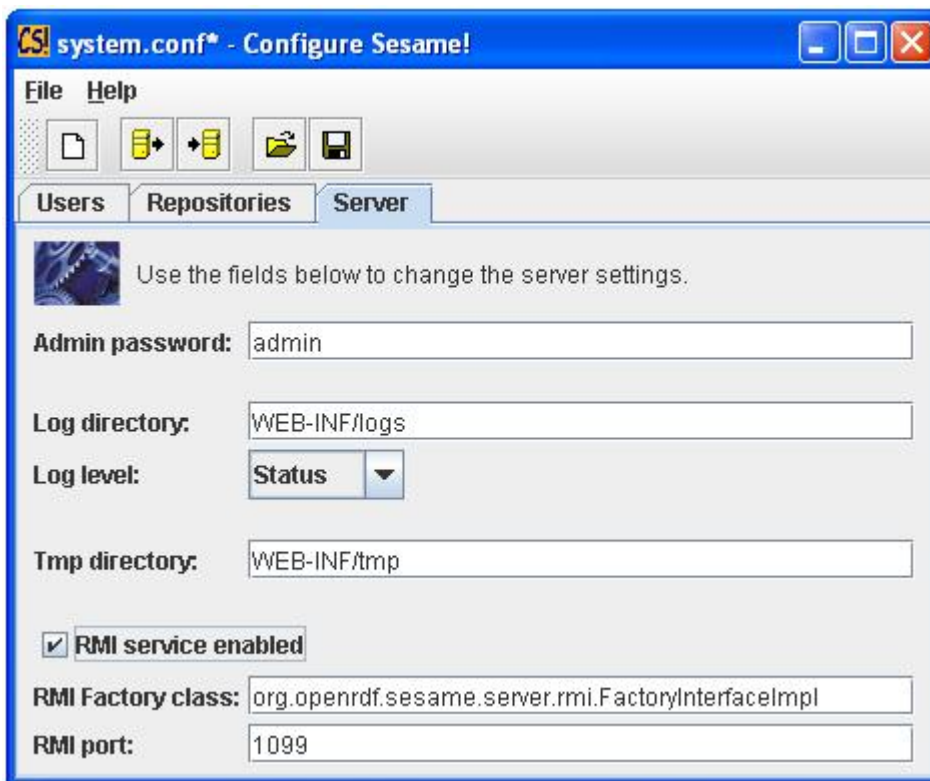 CS! system.conf* - Configure Sesame!
File Help
Users Repositories Server
Use the fields below to change the server settings.
Admin password: admin
Log directory: WEB-INF/logs
Log level: Status
Tmp directory: WEB-INF/tmp
RMI service enabled
RMI Factory class: org.openrdf.sesame.server.rmi.FactoryInterfaceImpl
RMI port: 1099